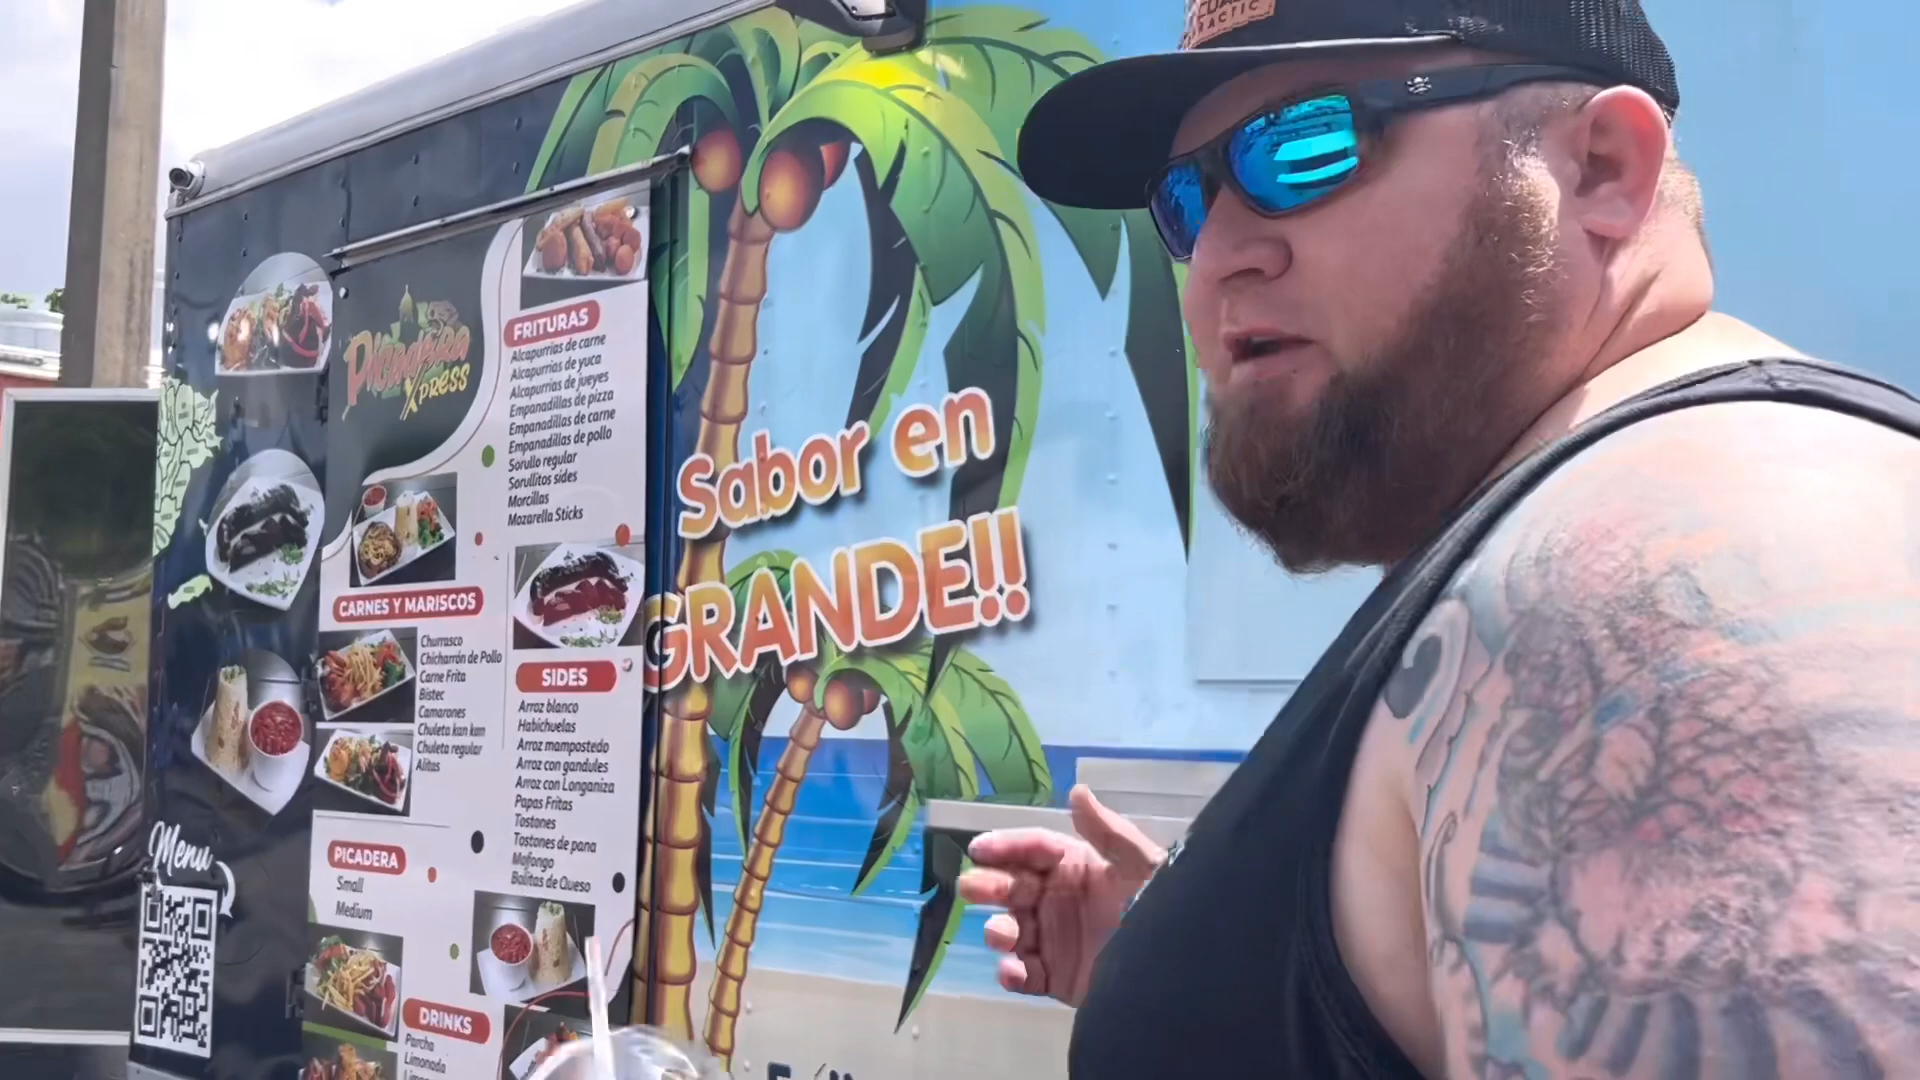 RACTIC
Picadera
Xpress
FRITURAS
Alcapurrias de carne
Alcapurrias de yuca
Alcapurrias de jueyes
Empanadillas de pizza
Empanadillas de carne
Empanadillas de pollo
Sorullo regular
Sorullitos sides
Morcillas
Mozarella Sticks
Sabor en
GRANDE!!
CARNES Y MARISCOS
Churrasco
Chicharrón de Pollo
Carne Frita
Bistec
Camarones
Chuleta kan kan
Chuleta regular
Alitas
SIDES
Arroz blanco
Habichuelas
Arroz mampostedo
Arroz con gandules
Arroz con Longaniza
Papas Fritas
Tostones
Tostones de pana
Mofongo
Bolitas de Queso
PICADERA
Small
Medium
Menu
DRINKS
Parcha
Limonada